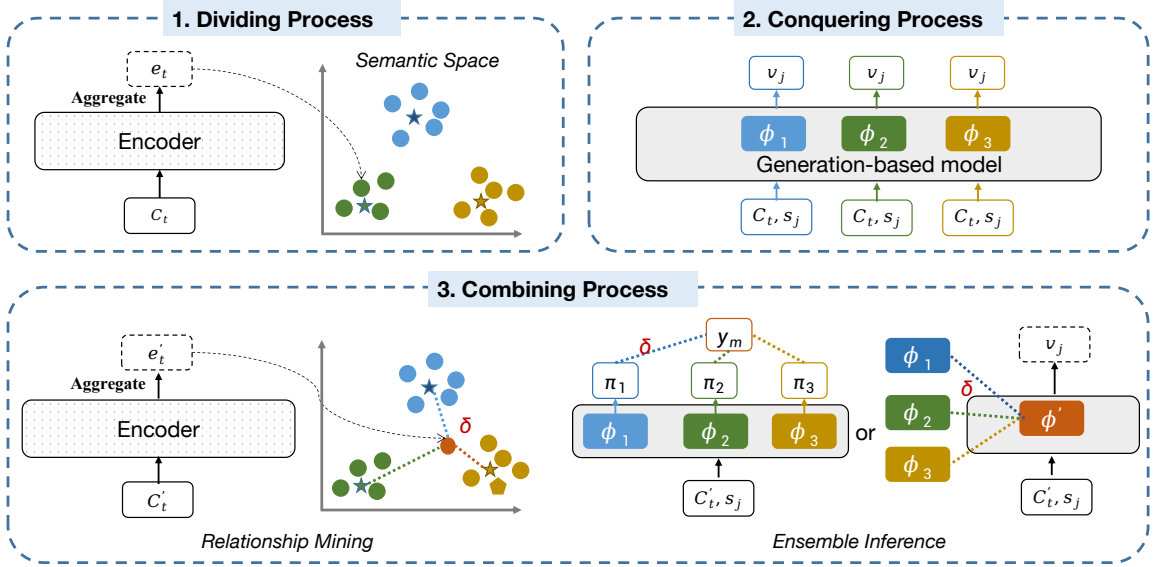 1. Dividing Process
e_t
Aggregate
Encoder
C_t
Semantic Space
2. Conquering Process
v_j v_j v_j
ϕ_1 ϕ_2 ϕ_3
Generation-based model
C_t, s_j C_t, s_j C_t, s_j
3. Combining Process
e'_t
Aggregate
Encoder
C'_t
δ
Relationship Mining
y_m
δ
π_1 π_2 π_3
ϕ_1 ϕ_2 ϕ_3
C'_t, s_j
or
ϕ_1
ϕ_2
ϕ_3
δ
v_j
ϕ'
C'_t, s_j
Ensemble Inference